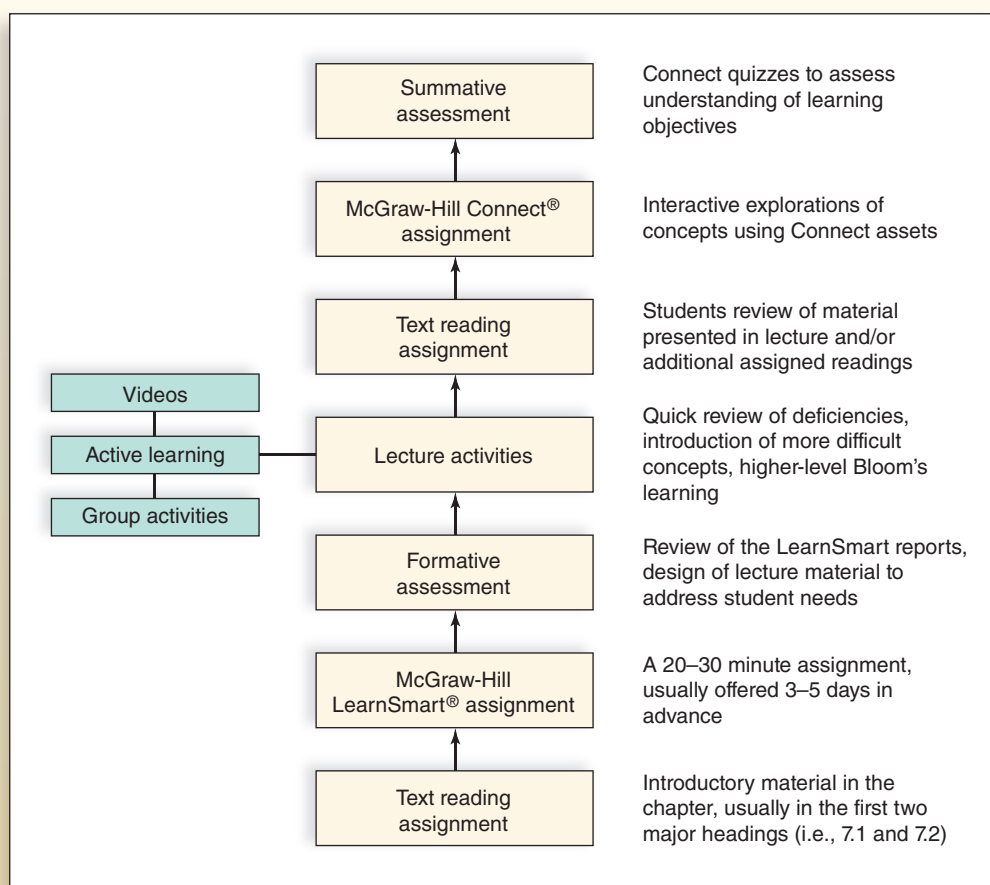 Summative
assessment
Connect quizzes to assess
understanding of learning
objectives
McGraw-Hill Connect®
assignment
Interactive explorations of
concepts using Connect assets
Text reading
assignment
Students review of material
presented in lecture and/or
additional assigned readings
Videos
Active learning
Group activities
Lecture activities
Quick review of deficiencies,
introduction of more difficult
concepts, higher-level Bloom’s
learning
Formative
assessment
Review of the LearnSmart reports,
design of lecture material to
address student needs
McGraw-Hill
LearnSmart® assignment
A 20–30 minute assignment,
usually offered 3–5 days in
advance
Text reading
assignment
Introductory material in the
chapter, usually in the first two
major headings (i.e., 7.1 and 7.2)